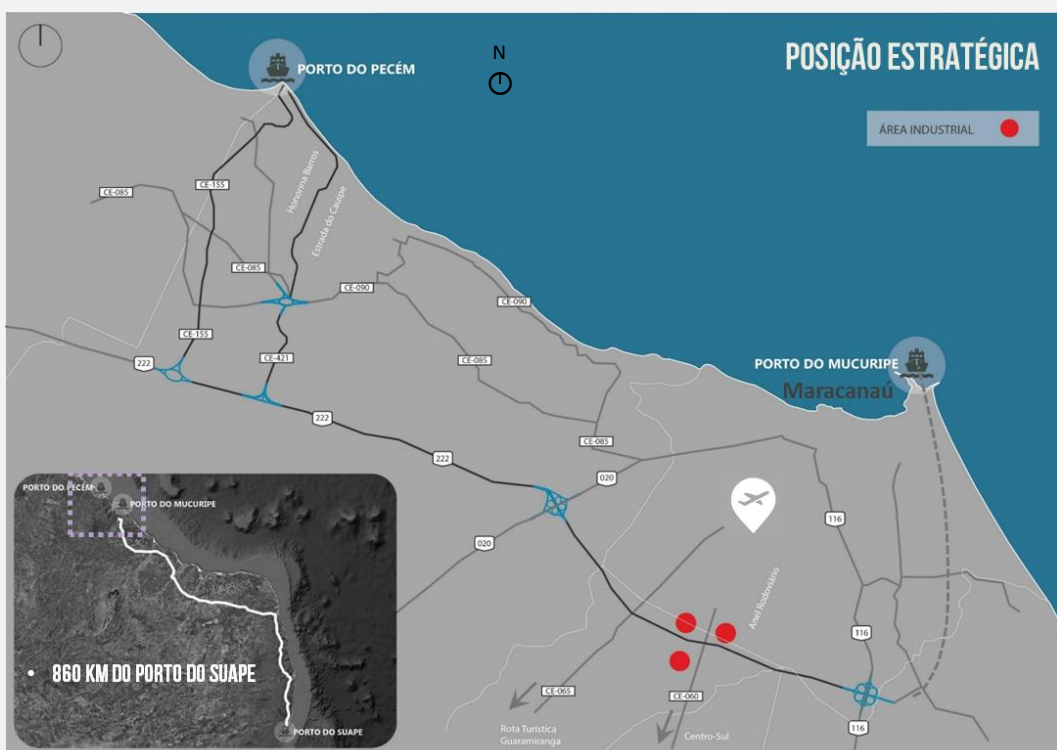 POSIÇÃO ESTRATÉGICA
N
PORTO DO PECÉM
ÁREA INDUSTRIAL
CE-155
CE-085
Honorina Barros
Estrada do Cauipe
CE-085
CE-090
CE-090
CE-155
CE-421
222
CE-085
PORTO DO MUCURIPE
Maracanaú
222
222
CE-085
020
020
116
Anel Rodoviário
116
CE-065
CE-060
116
Rota Turística
Guaramiranga
Centro-Sul
PORTO DO PECÉM
PORTO DO MUCURIPE
• 860 KM DO PORTO DO SUAPE
PORTO DO SUAPE